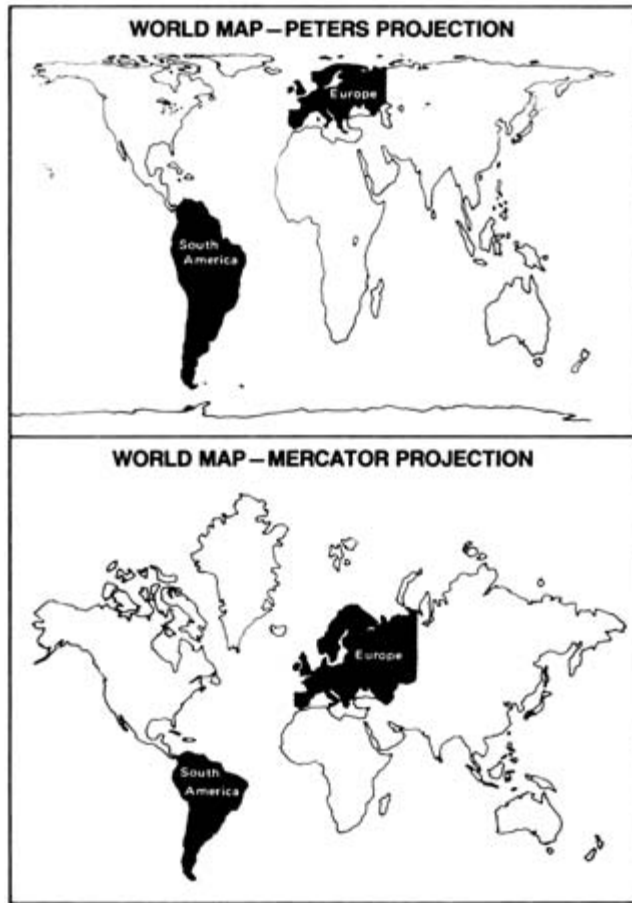 WORLD MAP—PETERS PROJECTION
Europe
South
America
WORLD MAP—MERCATOR PROJECTION
Europe
South
America